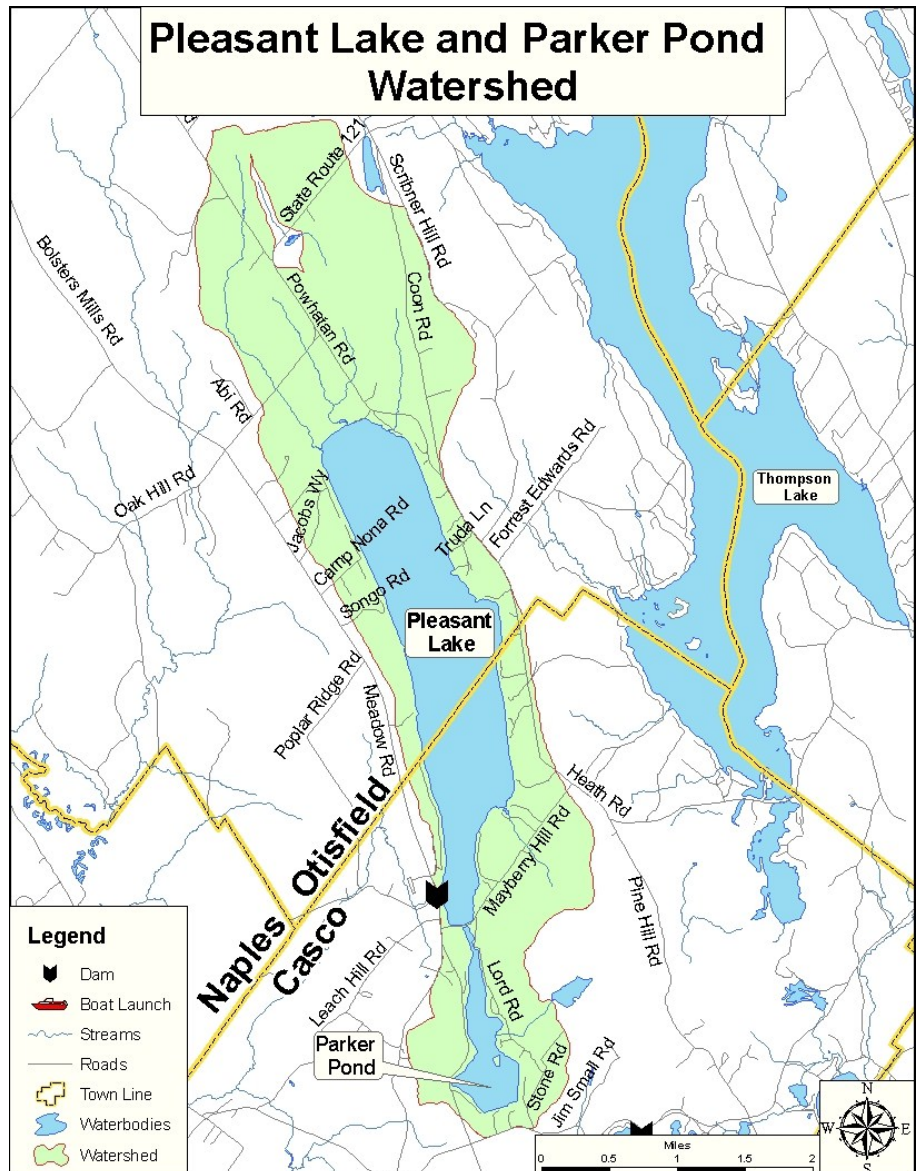 Pleasant Lake and Parker Pond
Watershed
State Route 121
Scribner Hill Rd
Bolsters Mills Rd
Powhatan Rd
Coon Rd
Abi Rd
Oak Hill Rd
Jacobs Wy
Camp Nona Rd
Songo Rd
Truda Ln
Forrest Edwards Rd
Thompson
Lake
Pleasant
Lake
Poplar Ridge Rd
Meadow Rd
Heath Rd
Mayberry Hill Rd
Pine Hill Rd
Naples
Otisfield
Casco
Leach Hill Rd
Lord Rd
Parker
Pond
Stone Rd
Jim Small Rd
Legend
Dam
Boat Launch
Streams
Roads
Town Line
Waterbodies
Watershed
Miles
0 0.5 1 1.5 2
N
W E
S